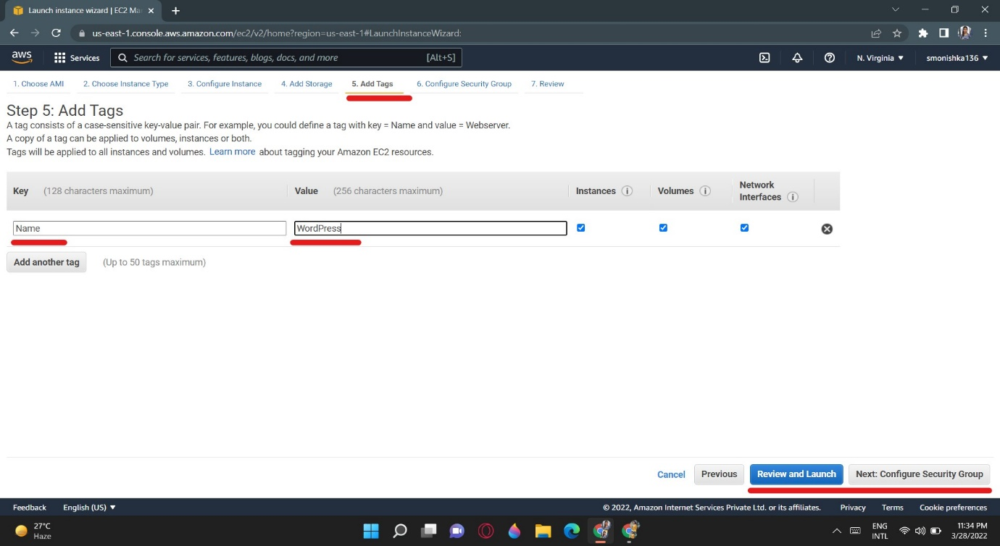 Launch instance wizard | EC2 Ma
us-east-1.console.aws.amazon.com/ec2/v2/home?region=us-east-1#LaunchInstanceWizard:
aws Services Search for services, features, blogs, docs, and more [Alt+S] N. Virginia smonishka136
1. Choose AMI 2. Choose Instance Type 3. Configure Instance 4. Add Storage 5. Add Tags 6. Configure Security Group 7. Review
Step 5: Add Tags
A tag consists of a case-sensitive key-value pair. For example, you could define a tag with key = Name and value = Webserver.
A copy of a tag can be applied to volumes, instances or both.
Tags will be applied to all instances and volumes. Learn more about tagging your Amazon EC2 resources.
Key (128 characters maximum) Value (256 characters maximum) Instances Volumes Network Interfaces
Name WordPress
Add another tag (Up to 50 tags maximum)
Cancel Previous Review and Launch Next: Configure Security Group
Feedback English (US) © 2022, Amazon Internet Services Private Ltd. or its affiliates. Privacy Terms Cookie preferences
27°C ENG 11:34 PM
Haze INTL 3/28/2022